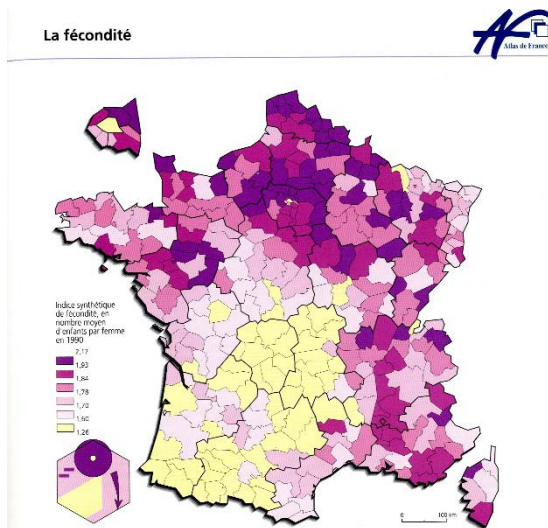 La fécondité
Atlas de France
Indice synthétique
de fécondité, en
nombre moyen
d'enfants par femme
en 1990
2,17
1,93
1,84
1,78
1,70
1,60
1,26
0 100 km